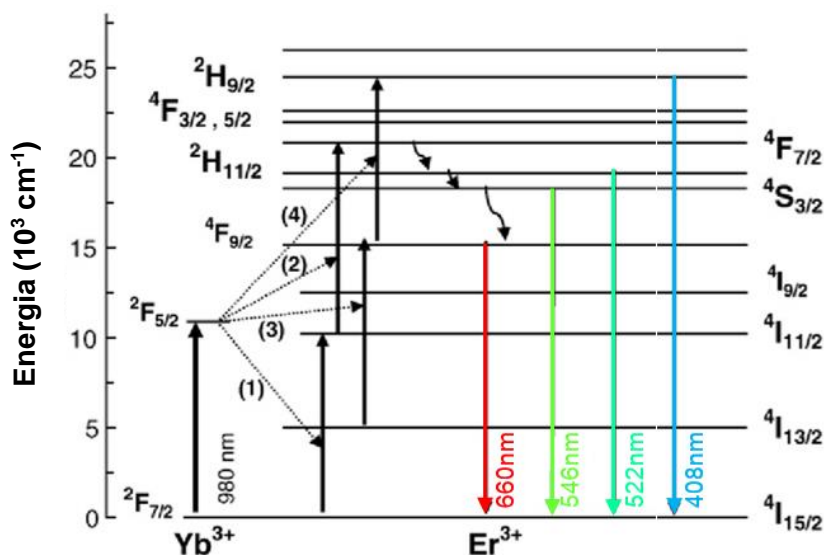 Energia (10³ cm⁻¹)
25
20
15
10
5
0
²H₉/₂
⁴F₃/₂ , ₅/₂
²H₁₁/₂
⁴F₉/₂
²F₅/₂
²F₇/₂
(4)
(2)
(3)
(1)
980 nm
660nm
546nm
522nm
408nm
⁴F₇/₂
⁴S₃/₂
⁴I₉/₂
⁴I₁₁/₂
⁴I₁₃/₂
⁴I₁₅/₂
Yb³⁺
Er³⁺